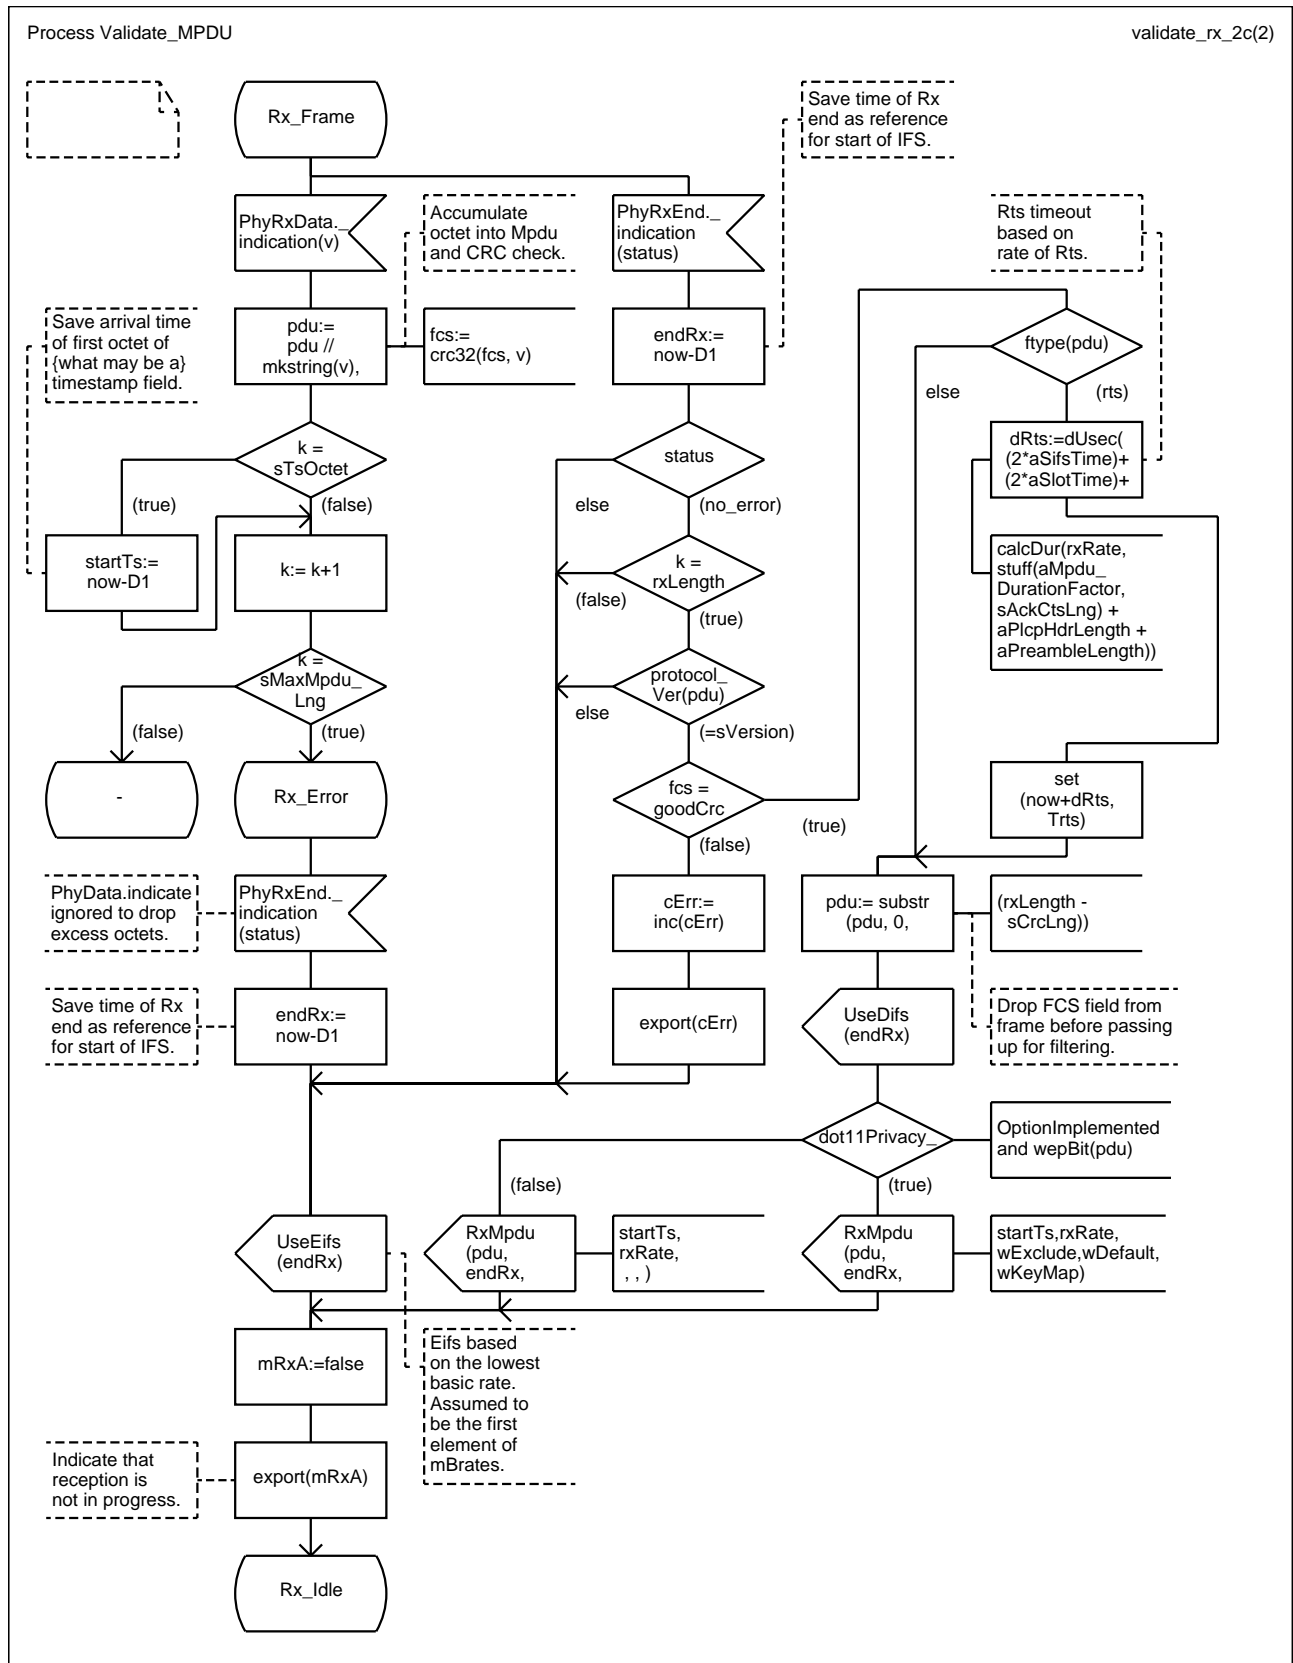 Process Validate_MPDU
validate_rx_2c(2)
Rx_Frame
Save time of Rx
end as reference
for start of IFS.
PhyRxData._
indication(v)
Accumulate
octet into Mpdu
and CRC check.
PhyRxEnd._
indication
(status)
Rts timeout
based on
rate of Rts.
Save arrival time
of first octet of
{what may be a}
timestamp field.
pdu:=
pdu //
mkstring(v),
fcs:=
crc32(fcs, v)
endRx:=
now-D1
ftype(pdu)
else
(rts)
k =
sTsOctet
(true)
(false)
status
else
(no_error)
dRts:=dUsec(
(2*aSifsTime)+
(2*aSlotTime)+
startTs:=
now-D1
k:= k+1
k =
rxLength
(false)
(true)
calcDur(rxRate,
stuff(aMpdu_
DurationFactor,
sAckCtsLng) +
aPlcpHdrLength +
aPreambleLength))
k =
sMaxMpdu_
Lng
(false)
(true)
protocol_
Ver(pdu)
else
(=sVersion)
-
Rx_Error
fcs =
goodCrc
(true)
(false)
set
(now+dRts,
Trts)
PhyData.indicate
ignored to drop
excess octets.
PhyRxEnd._
indication
(status)
cErr:=
inc(cErr)
pdu:= substr
(pdu, 0,
(rxLength -
sCrcLng))
Save time of Rx
end as reference
for start of IFS.
endRx:=
now-D1
export(cErr)
UseDifs
(endRx)
Drop FCS field from
frame before passing
up for filtering.
dot11Privacy_
OptionImplemented
and wepBit(pdu)
(false)
(true)
UseEifs
(endRx)
RxMpdu
(pdu,
endRx,
startTs,
rxRate,
, , )
RxMpdu
(pdu,
endRx,
startTs,rxRate,
wExclude,wDefault,
wKeyMap)
mRxA:=false
Eifs based
on the lowest
basic rate.
Assumed to
be the first
element of
mBrates.
Indicate that
reception is
not in progress.
export(mRxA)
Rx_Idle